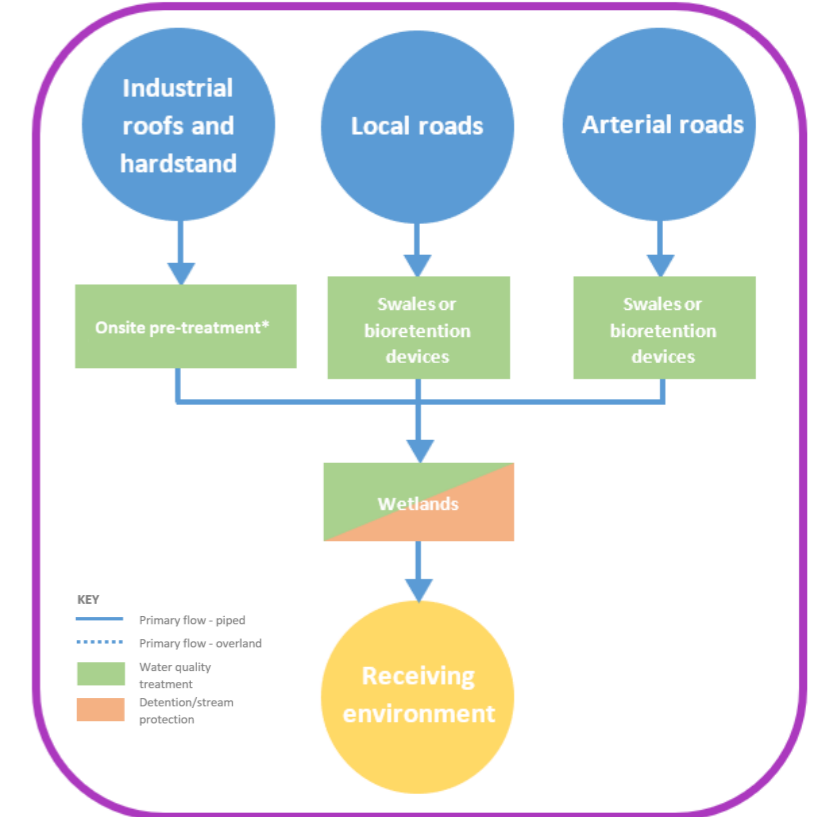 Industrial
roofs and
hardstand
Local roads
Arterial roads
Onsite pre-treatment*
Swales or
bioretention
devices
Swales or
bioretention
devices
Wetlands
KEY
Primary flow - piped
Primary flow - overland
Water quality
treatment
Detention/stream
protection
Receiving
environment